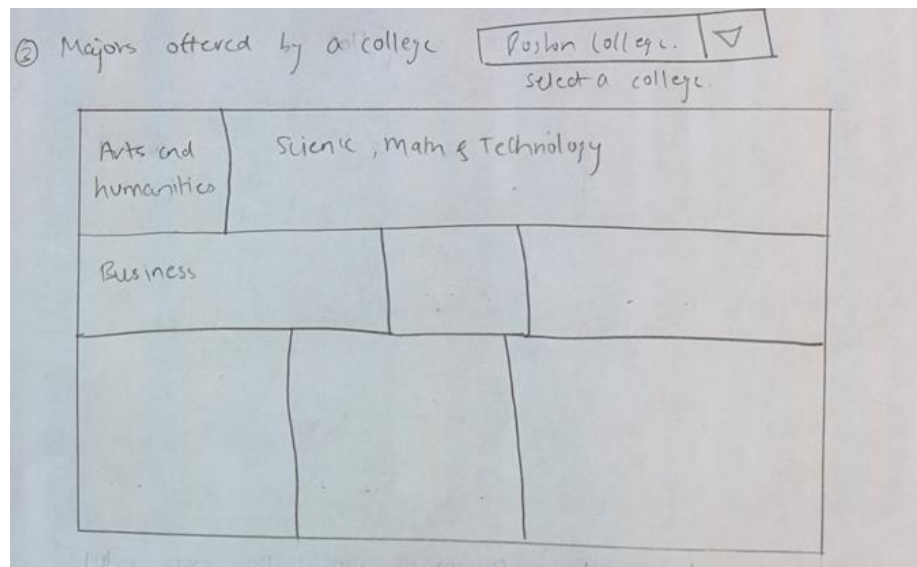 ③ Majors offered by a college
Boston College.
select a college.
Arts and
humanities
Science, Math & Technology
Business